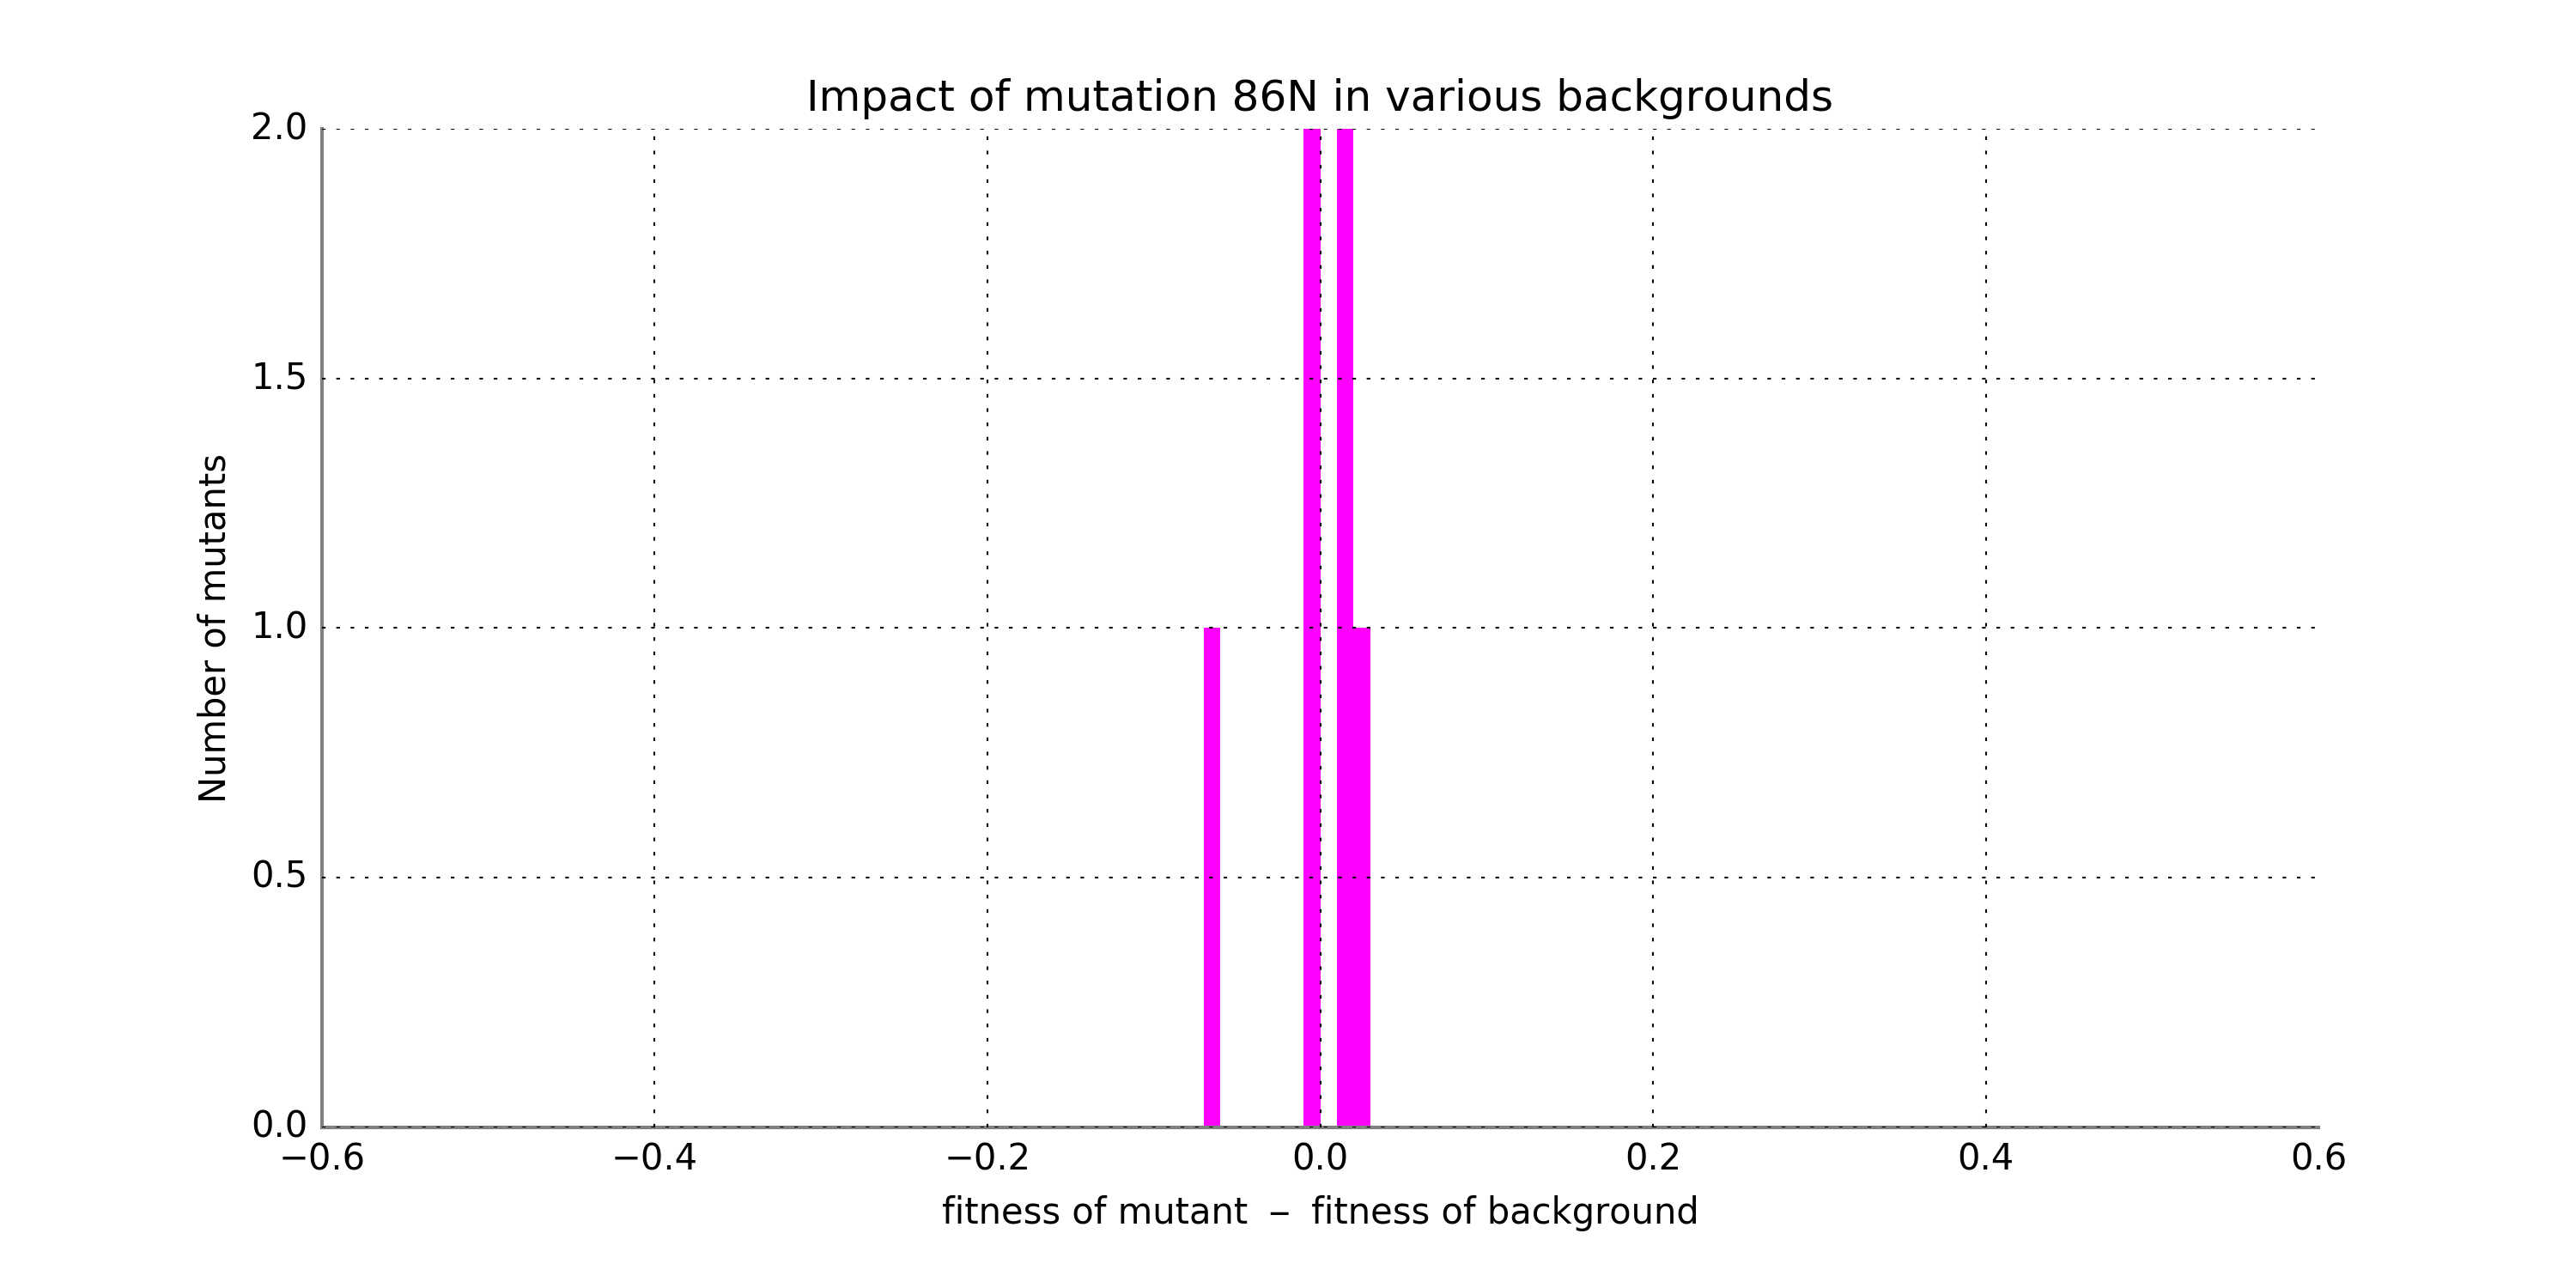 Impact of mutation 86N in various backgrounds
2.0
1.5
1.0
0.5
0.0
Number of mutants
−0.6 −0.4 −0.2 0.0 0.2 0.4 0.6
fitness of mutant − fitness of background